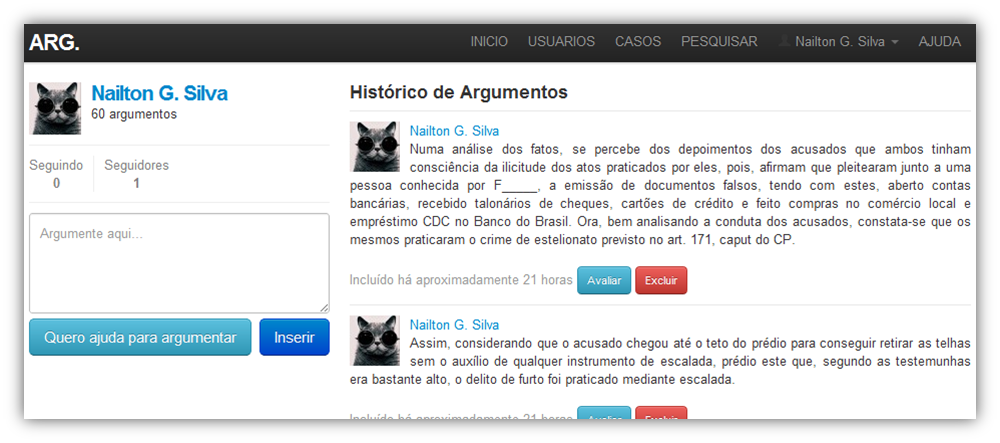 ARG.
INICIO USUARIOS CASOS PESQUISAR Nailton G. Silva AJUDA
Nailton G. Silva
60 argumentos
Seguindo Seguidores
0 1
Argumente aqui...
Quero ajuda para argumentar Inserir
Histórico de Argumentos
Nailton G. Silva
Numa análise dos fatos, se percebe dos depoimentos dos acusados que ambos tinham
consciência da ilicitude dos atos praticados por eles, pois, afirmam que pleitearam junto a uma
pessoa conhecida por F_____, a emissão de documentos falsos, tendo com estes, aberto contas
bancárias, recebido talonários de cheques, cartões de crédito e feito compras no comércio local e
empréstimo CDC no Banco do Brasil. Ora, bem analisando a conduta dos acusados, constata-se que os
mesmos praticaram o crime de estelionato previsto no art. 171, caput do CP.
Incluído há aproximadamente 21 horas Avaliar Excluir
Nailton G. Silva
Assim, considerando que o acusado chegou até o teto do prédio para conseguir retirar as telhas
sem o auxílio de qualquer instrumento de escalada, prédio este que, segundo as testemunhas
era bastante alto, o delito de furto foi praticado mediante escalada.
Incluído há aproximadamente 21 horas Avaliar Excluir